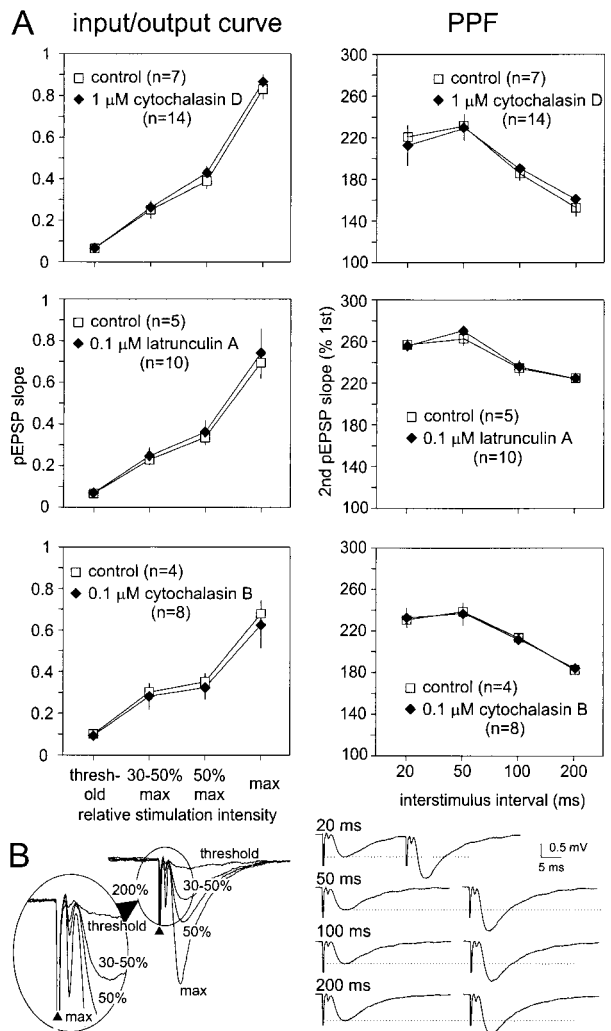 A
input/output curve
PPF
1
0.8
0.6
0.4
0.2
0
control (n=7)
1 µM cytochalasin D
(n=14)
300
260
220
180
140
100
control (n=7)
1 µM cytochalasin D
(n=14)
pEPSP slope
1
0.8
0.6
0.4
0.2
0
control (n=5)
0.1 µM latrunculin A
(n=10)
2nd pEPSP slope (% 1st)
300
260
220
180
140
100
control (n=5)
0.1 µM latrunculin A
(n=10)
1
0.8
0.6
0.4
0.2
0
control (n=4)
0.1 µM cytochalasin B
(n=8)
thresh-
old
30-50%
max
50%
max
max
relative stimulation intensity
300
260
220
180
140
100
control (n=4)
0.1 µM cytochalasin B
(n=8)
20 50 100 200
interstimulus interval (ms)
B
200%
threshold
30-50%
50%
max
threshold
30-50%
50%
max
20 ms
0.5 mV
5 ms
50 ms
100 ms
200 ms